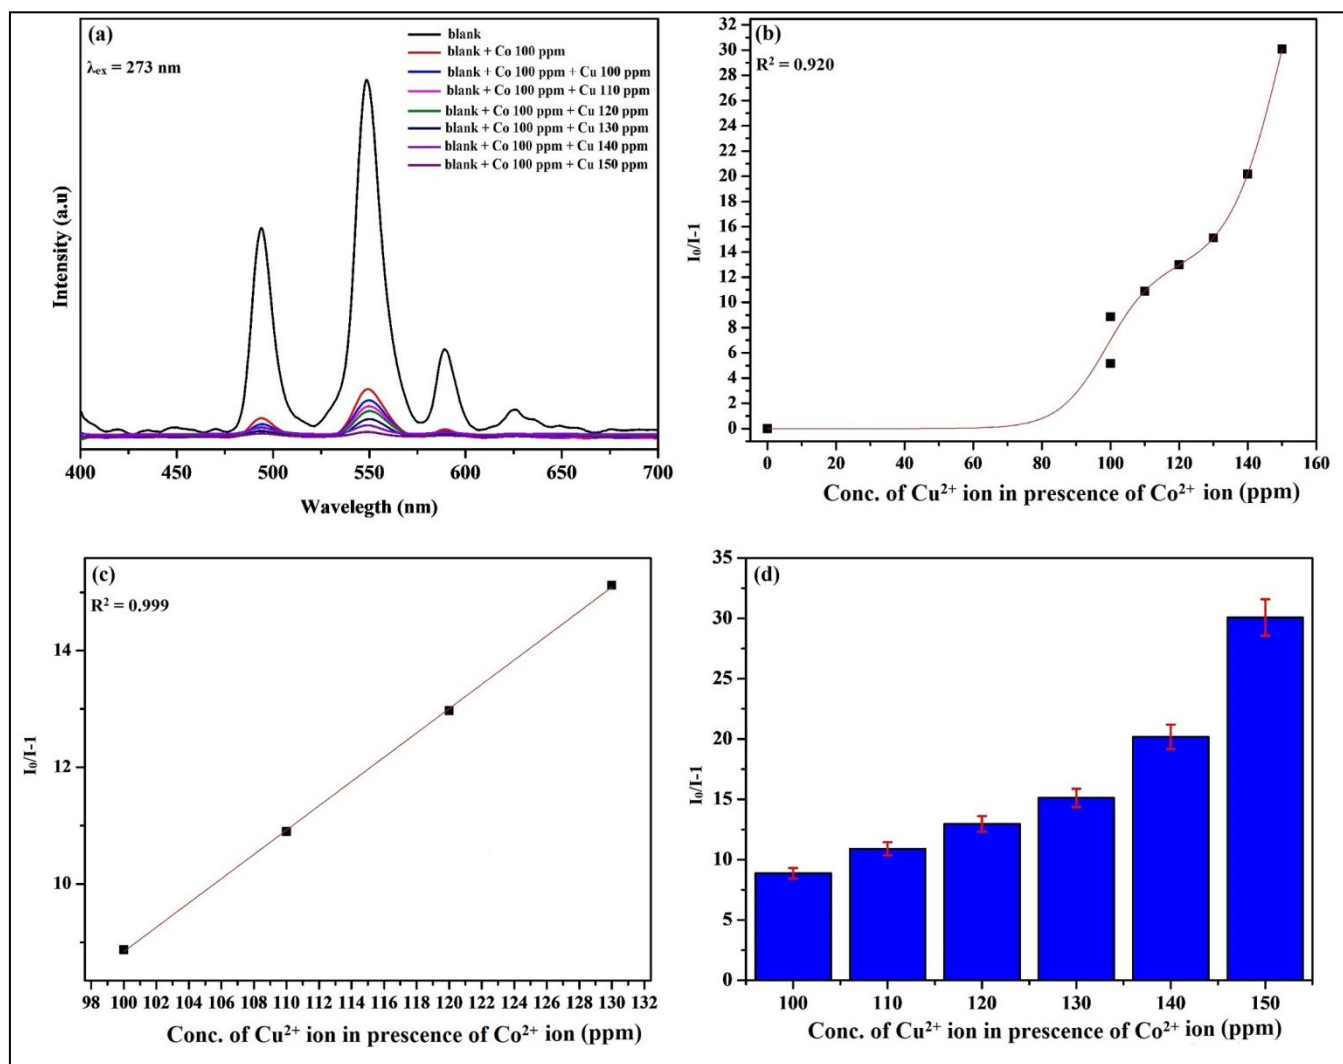 (a)
λex = 273 nm
blank
blank + Co 100 ppm
blank + Co 100 ppm + Cu 100 ppm
blank + Co 100 ppm + Cu 110 ppm
blank + Co 100 ppm + Cu 120 ppm
blank + Co 100 ppm + Cu 130 ppm
blank + Co 100 ppm + Cu 140 ppm
blank + Co 100 ppm + Cu 150 ppm
Intensity (a.u)
400 450 500 550 600 650 700
Wavelegth (nm)
(b)
R² = 0.920
32
30
28
26
24
22
20
18
16
14
12
10
8
6
4
2
0
I₀/I-1
0 20 40 60 80 100 120 140 160
Conc. of Cu²⁺ ion in prescence of Co²⁺ ion (ppm)
(c)
R² = 0.999
14
12
10
I₀/I-1
98 100 102 104 106 108 110 112 114 116 118 120 122 124 126 128 130 132
Conc. of Cu²⁺ ion in prescence of Co²⁺ ion (ppm)
(d)
35
30
25
20
15
10
5
0
I₀/I-1
100 110 120 130 140 150
Conc. of Cu²⁺ ion in prescence of Co²⁺ ion (ppm)